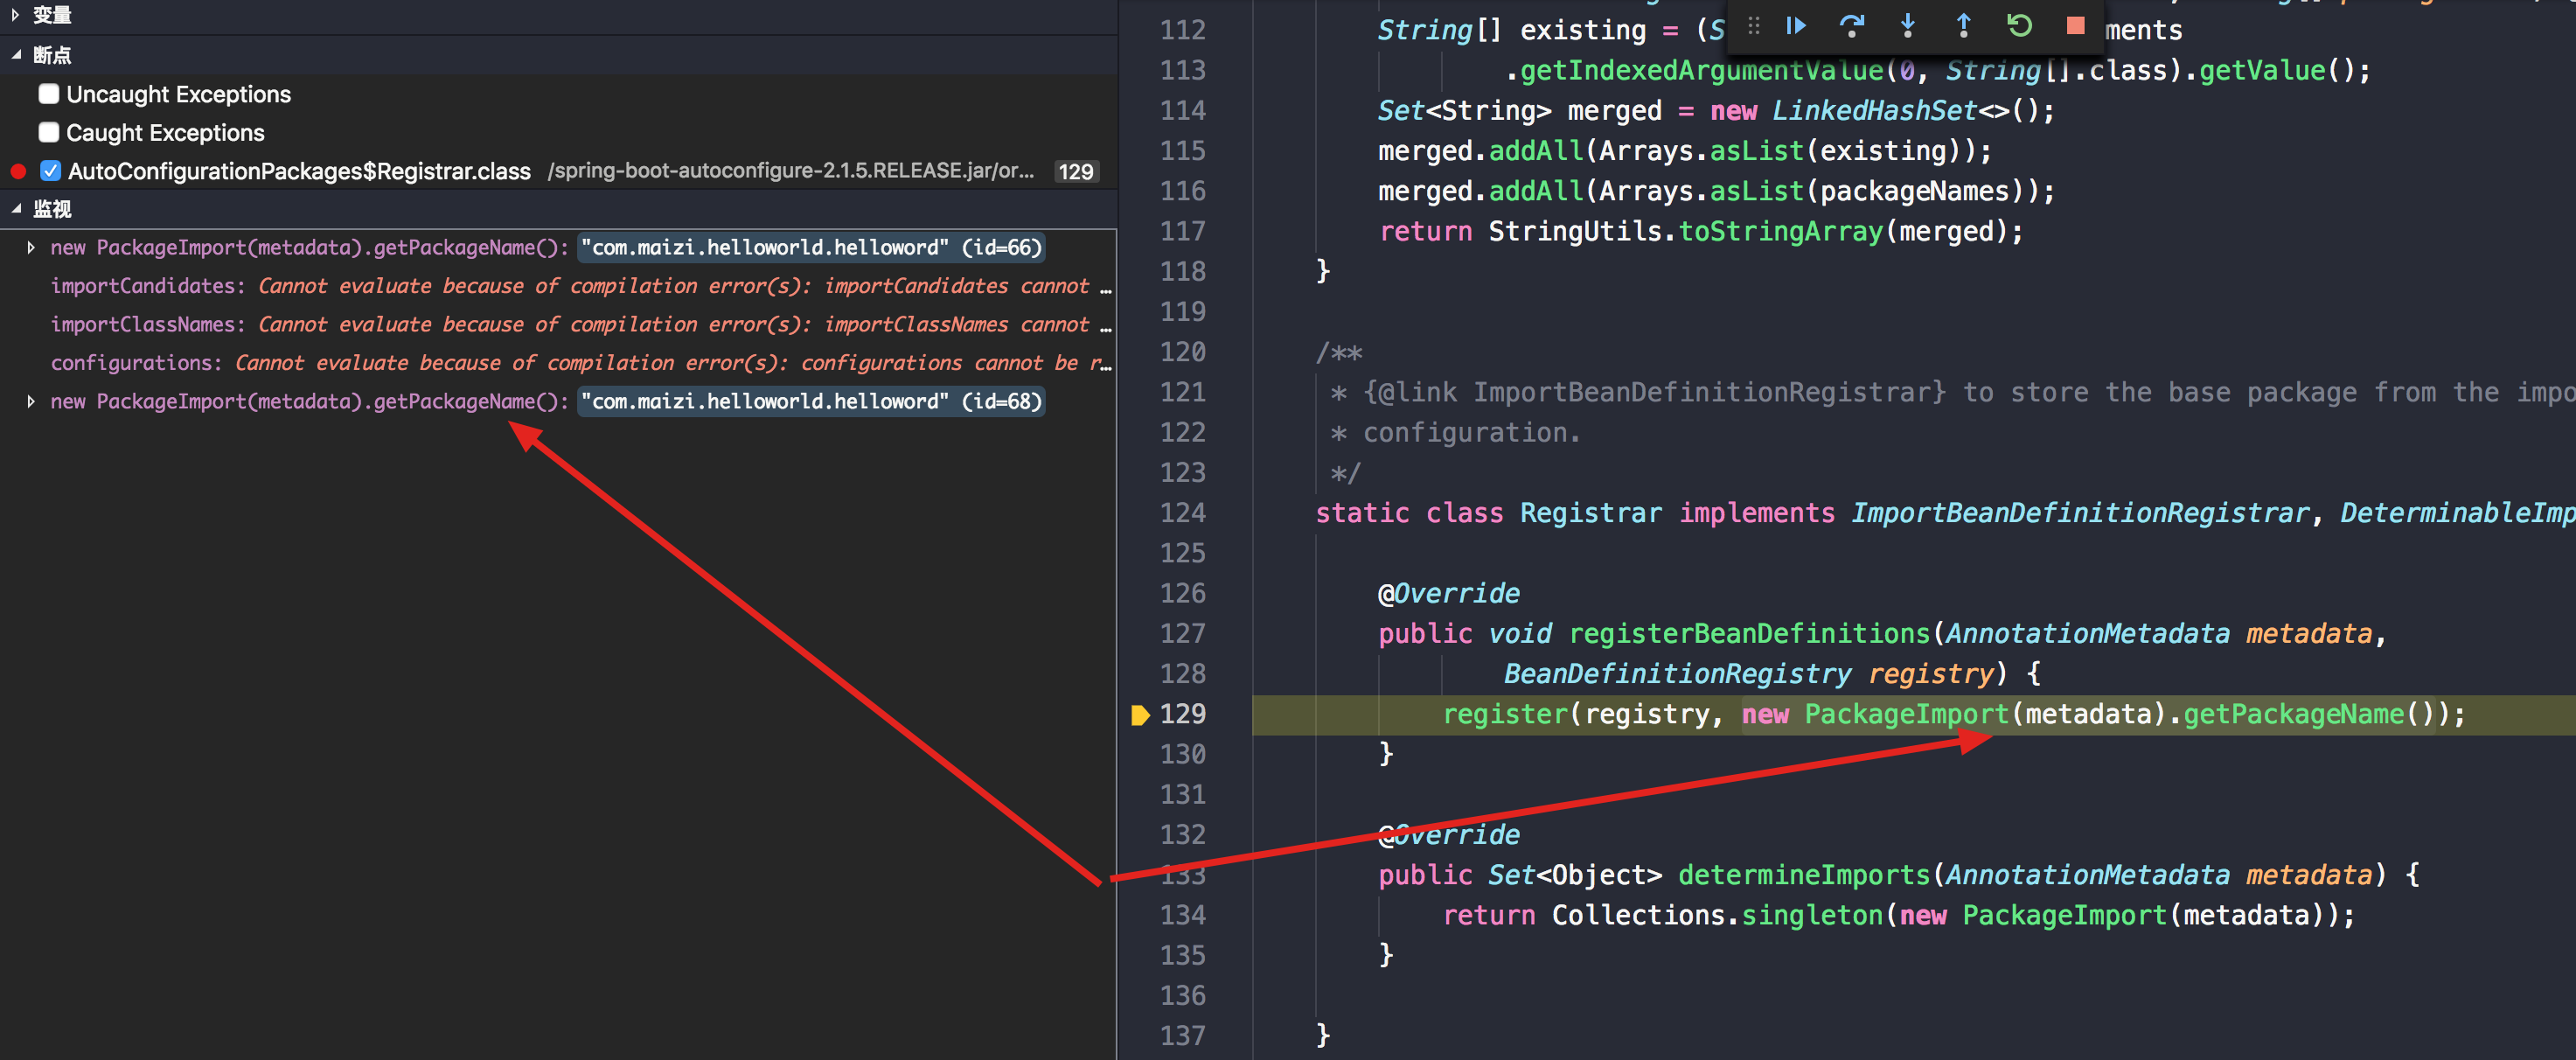 变量
断点
Uncaught Exceptions
Caught Exceptions
AutoConfigurationPackages$Registrar.class /spring-boot-autoconfigure-2.1.5.RELEASE.jar/or... 129
监视
new PackageImport(metadata).getPackageName(): "com.maizi.helloworld.helloword" (id=66)
importCandidates: Cannot evaluate because of compilation error(s): importCandidates cannot …
importClassNames: Cannot evaluate because of compilation error(s): importClassNames cannot …
configurations: Cannot evaluate because of compilation error(s): configurations cannot be r…
new PackageImport(metadata).getPackageName(): "com.maizi.helloworld.helloword" (id=68)
112 String[] existing = (S ments
113 .getIndexedArgumentValue(0, String[].class).getValue();
114 Set<String> merged = new LinkedHashSet<>();
115 merged.addAll(Arrays.asList(existing));
116 merged.addAll(Arrays.asList(packageNames));
117 return StringUtils.toStringArray(merged);
118 }
119
120 /**
121 * {@link ImportBeanDefinitionRegistrar} to store the base package from the impo
122 * configuration.
123 */
124 static class Registrar implements ImportBeanDefinitionRegistrar, DeterminableImp
125
126 @Override
127 public void registerBeanDefinitions(AnnotationMetadata metadata,
128 BeanDefinitionRegistry registry) {
129 register(registry, new PackageImport(metadata).getPackageName());
130 }
131
132 @Override
133 public Set<Object> determineImports(AnnotationMetadata metadata) {
134 return Collections.singleton(new PackageImport(metadata));
135 }
136
137 }